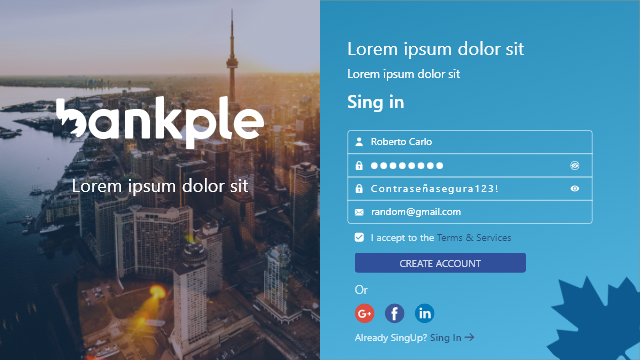 bankple
Lorem ipsum dolor sit
Lorem ipsum dolor sit
Lorem ipsum dolor sit
Sing in
Roberto Carlo
●●●●●●●●
Contraseñasegura123!
random@gmail.com
I accept to the Terms & Services
CREATE ACCOUNT
Or
G+ f in
Already SingUp? Sing In →